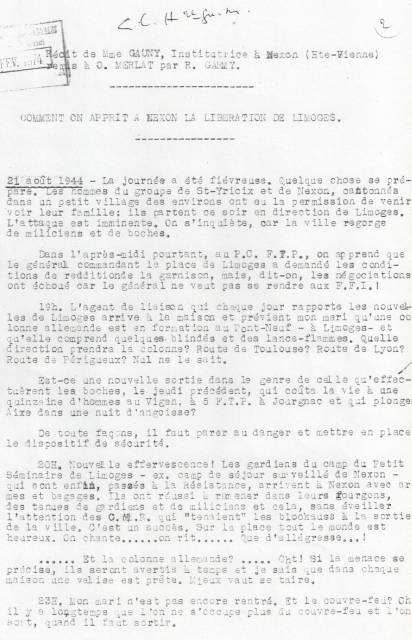 2
FEV. 1974
Récit de Mme GAUNY, Institutrice à Nexon (Hte-Vienne)
remis à O. MERLAT par R. GAMMY.
COMMENT ON APPRIT A NEXON LA LIBERATION DE LIMOGES.
21 août 1944 - La journée a été fiévreuse. Quelque chose se pré-
pare. Les hommes du groupe de St-Yrieix et de Nexon, cantonnés
dans un petit village des environs ont eu la permission de venir
voir leur famille: ils partent ce soir en direction de Limoges.
L'attaque est imminente. On s'inquiète, car la ville regorge
de miliciens et de boches.
Dans l'après-midi pourtant, au P.C. F.T.P., on apprend que
le général commandant la place de Limoges a demandé les condi-
tions de redditionde la garnison, mais, dit-on, les négociations
ont échoué car le général ne veut pas se rendre aux F.F.I.!
19h. L'agent de liaison qui chaque jour rapporte les nouvel-
les de Limoges arrive à la maison et prévient mon mari qu'une co
lonne allemande est en formation au Pont-Neuf - à Limoges- et
qu'elle comprend quelques blindés et des lance-flammes. Quelle
direction prendra la colonne? Route de Toulouse? Route de Lyon?
Route de Périgueux? Nul ne le sait.
Est-ce une nouvelle sortie dans le genre de celle qu'effec-
tuèrent les boches, le jeudi précédent, qui coûta la vie à une
quinzaine d'hommes au Vigen, à 5 F.T.P. à Jourgnac et qui plongea
Aixe dans une nuit d'angoisse?
De toute façons, il faut parer au danger et mettre en place
le dispositif de sécurité.
20H. Nouvelle effervescence! Les gardiens du camp du Petit
Séminaire de Limoges - ex. camp de séjour surveillé de Nexon -
qui sont enfin, passés à la Résistance, arrivent à Nexon avec ar
mes et bagages. Ils ont réussi à ramener dans leurs fourgons,
des tenues de gardiens et de miliciens et cela, sans éveiller
l'attention des G.M.R. qui "tenaient" les blockauss à la sortie
de la ville. C'est un succès. Sur la place tout le monde est
heureux. On chante......on rit...... Que d'allégresse...!
...... Et la colonne allemande? ..... Oht! Si la menace se
précise, ils seront avertis à temps et je sais que dans chaque
maison une valise est prête. Mieux vaut se taire.
23H. Mon mari n'est pas encore rentré. Et le couvre-feu? Oh
il y a longtemps que l'on ne s'occupe plus du couvre-feu et l'on
sort, quand il faut sortir.